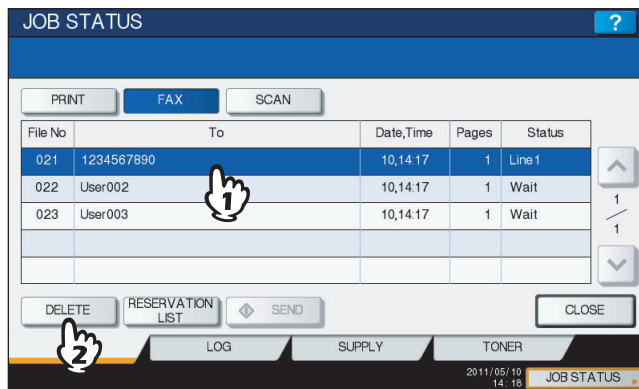 JOB STATUS ?
PRINT FAX SCAN
File No To Date,Time Pages Status
021 1234567890 10,14:17 1 Line1
022 User002 10,14:17 1 Wait
023 User003 10,14:17 1 Wait
1
1
1
DELETE RESERVATION LIST SEND CLOSE
2
LOG SUPPLY TONER
2011/05/10
14:18 JOB STATUS